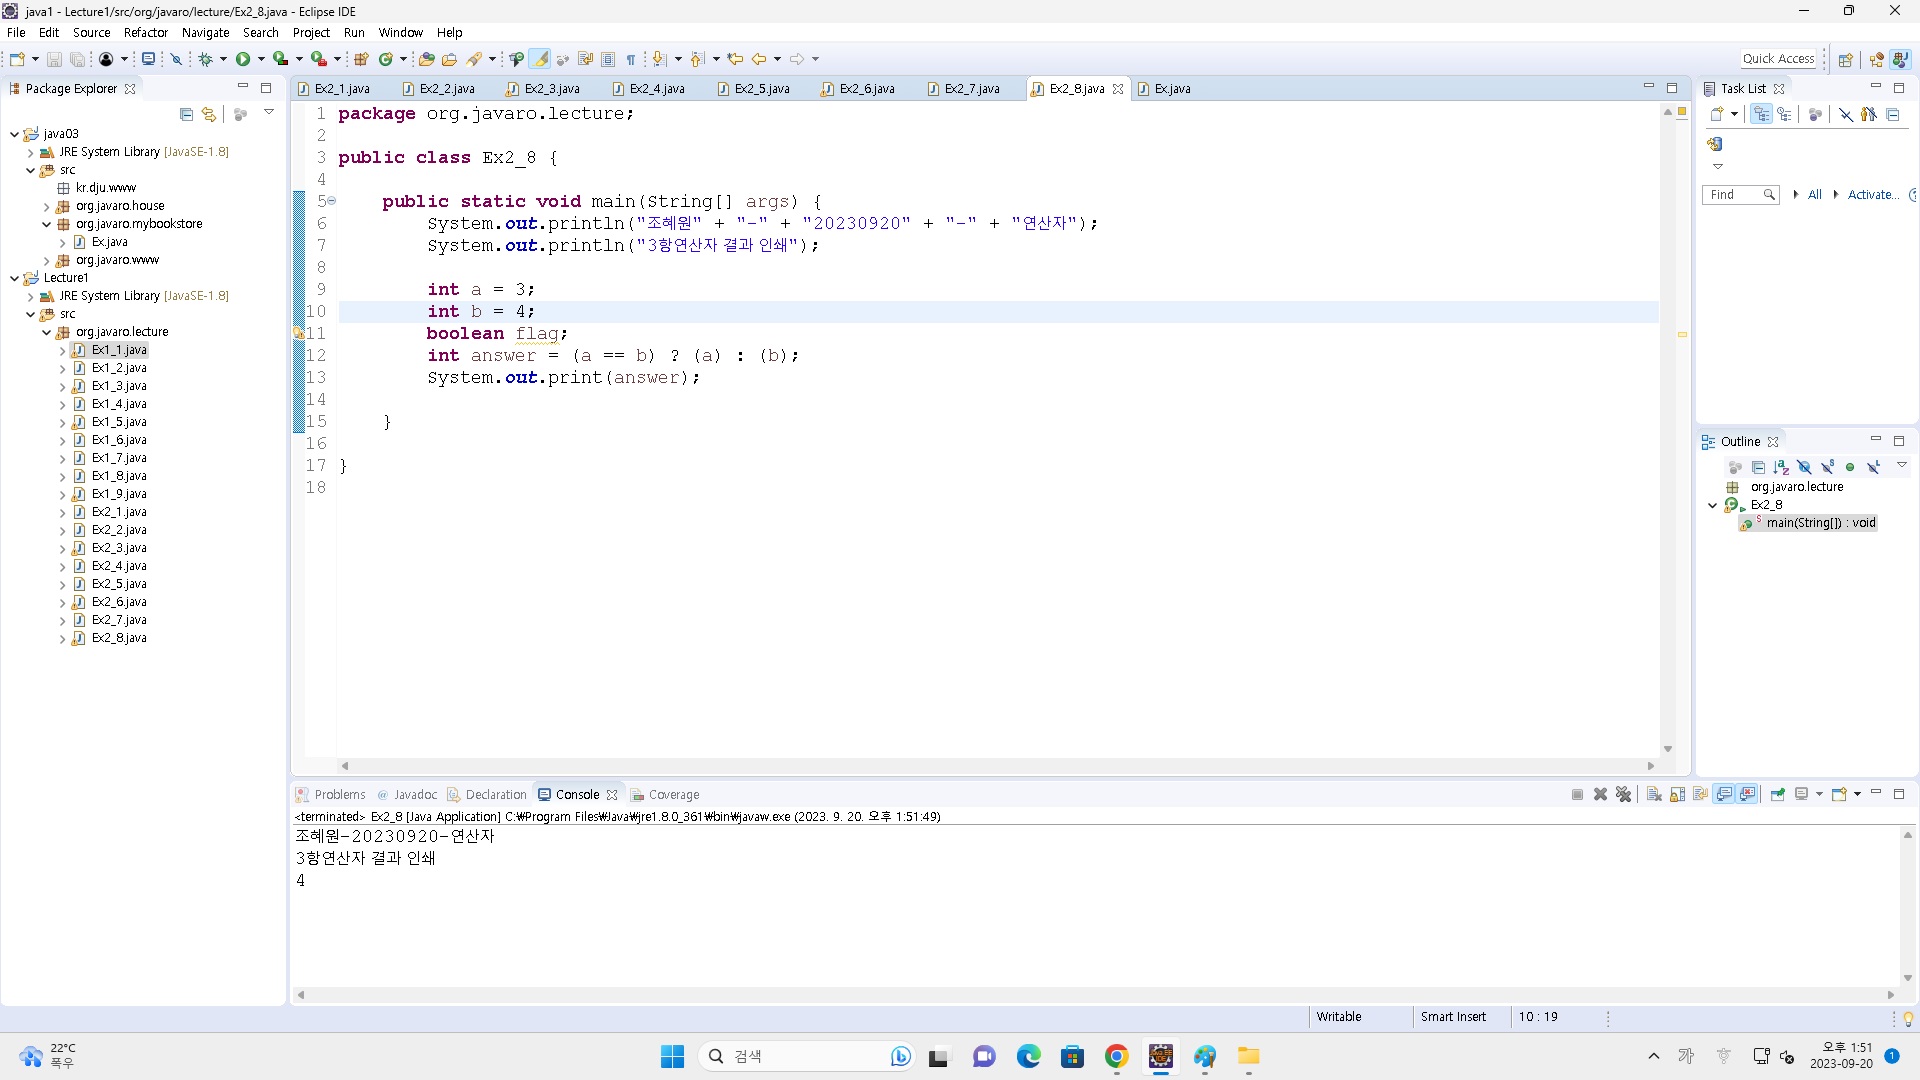 java1 - Lecture1/src/org/javaro/lecture/Ex2_8.java - Eclipse IDE
File Edit Source Refactor Navigate Search Project Run Window Help
Quick Access
Package Explorer
java03
JRE System Library [JavaSE-1.8]
src
kr.dju.www
org.javaro.house
org.javaro.mybookstore
Ex.java
org.javaro.www
Lecture1
JRE System Library [JavaSE-1.8]
src
org.javaro.lecture
Ex1_1.java
Ex1_2.java
Ex1_3.java
Ex1_4.java
Ex1_5.java
Ex1_6.java
Ex1_7.java
Ex1_8.java
Ex1_9.java
Ex2_1.java
Ex2_2.java
Ex2_3.java
Ex2_4.java
Ex2_5.java
Ex2_6.java
Ex2_7.java
Ex2_8.java
Ex2_1.java Ex2_2.java Ex2_3.java Ex2_4.java Ex2_5.java Ex2_6.java Ex2_7.java Ex2_8.java Ex.java
1 package org.javaro.lecture;
2
3 public class Ex2_8 {
4
5 public static void main(String[] args) {
6 System.out.println("조혜원" + "-" + "20230920" + "-" + "연산자");
7 System.out.println("3항연산자 결과 인쇄");
8
9 int a = 3;
10 int b = 4;
11 boolean flag;
12 int answer = (a == b) ? (a) : (b);
13 System.out.print(answer);
14
15 }
16
17 }
18
Task List
Find All Activate...
Outline
org.javaro.lecture
Ex2_8
main(String[]) : void
Problems Javadoc Declaration Console Coverage
<terminated> Ex2_8 [Java Application] C:₩Program Files₩Java₩jre1.8.0_361₩bin₩javaw.exe (2023. 9. 20. 오후 1:51:49)
조혜원-20230920-연산자
3항연산자 결과 인쇄
4
Writable Smart Insert 10 : 19
22°C
폭우
검색
가
오후 1:51
2023-09-20
1